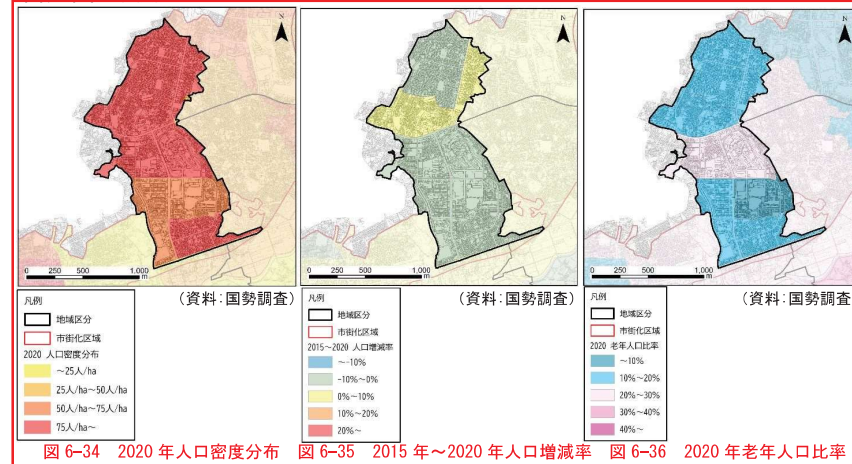 N
N
N
0 250 500 1,000
m
0 250 500 1,000
m
0 250 500 1,000
m
(資料:国勢調査)
(資料:国勢調査)
(資料:国勢調査
凡例
地域区分
市街化区域
2020 人口密度分布
～25人/ha
25人/ha～50人/ha
50人/ha～75人/ha
75人/ha～
凡例
地域区分
市街化区域
2015～2020 人口増減率
～-10%
-10%～0%
0%～10%
10%～20%
20%～
凡例
地域区分
市街化区域
2020 老年人口比率
～10%
10%～20%
20%～30%
30%～40%
40%～
図 6-34 2020 年人口密度分布
図 6-35 2015 年～2020 年人口増減率
図 6-36 2020 年老年人口比率